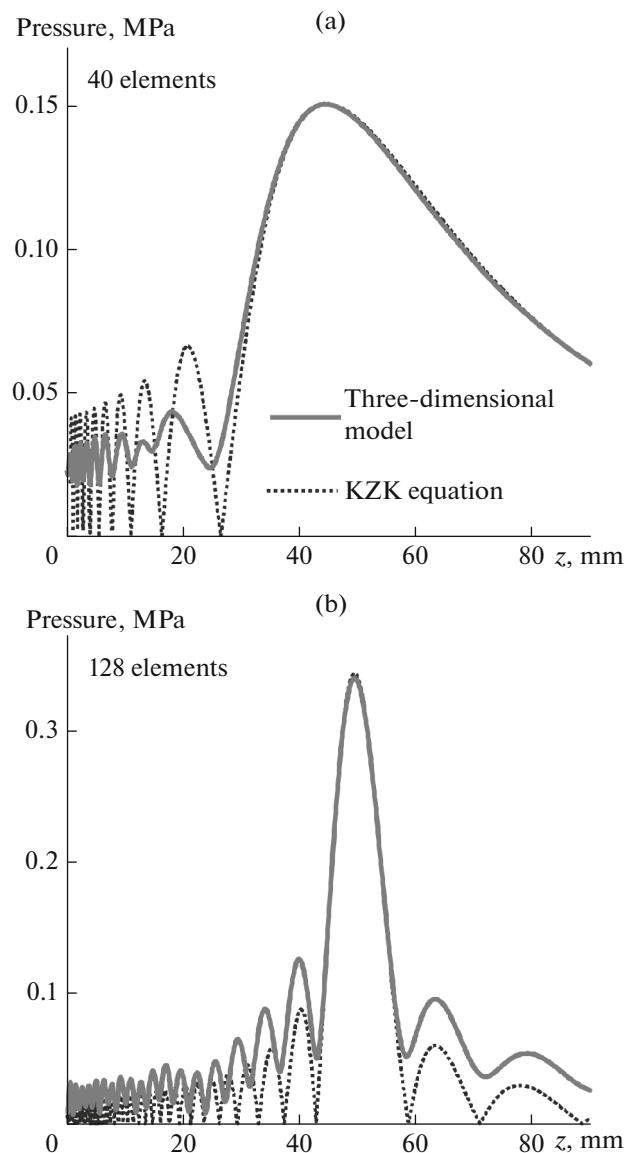 (a)
Pressure, MPa
40 elements
0.15
0.10
0.05
Three-dimensional
model
KZK equation
0 20 40 60 80 z, mm
(b)
Pressure, MPa
128 elements
0.3
0.2
0.1
0 20 40 60 80 z, mm